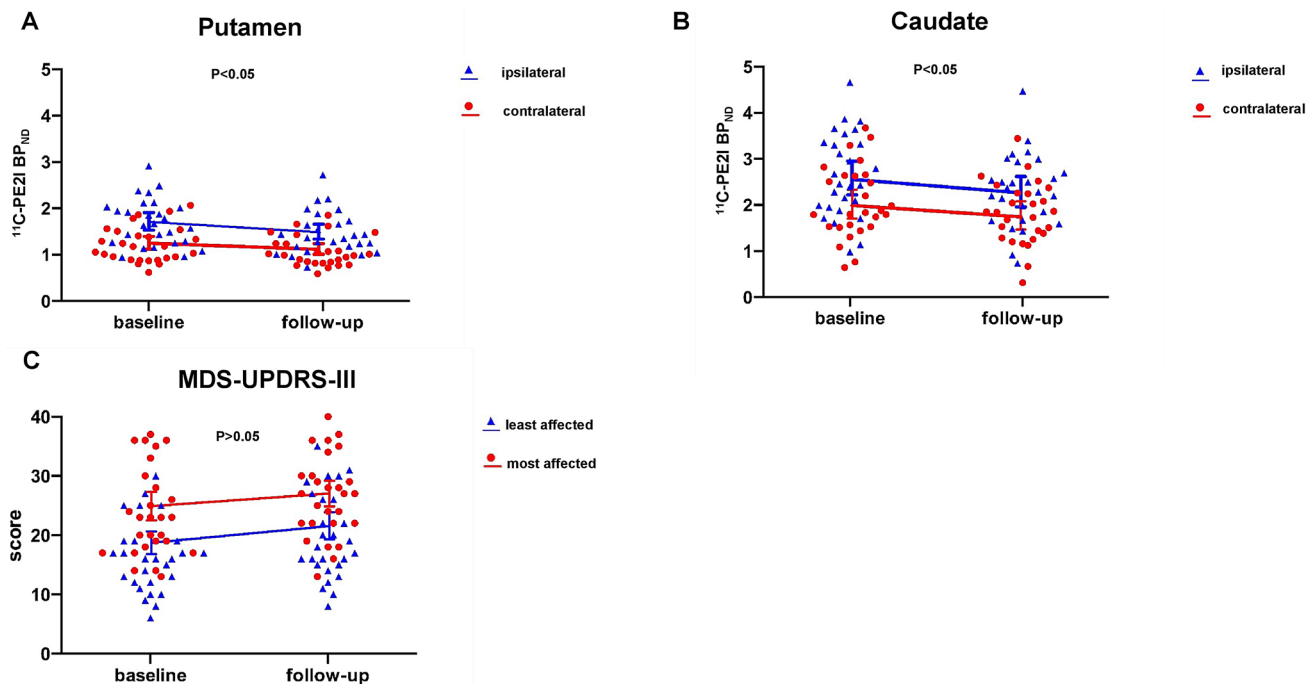 A
Putamen
P<0.05
5
4
3
2
1
0
¹¹C-PE2I BP_ND
baseline
follow-up
ipsilateral
contralateral
B
Caudate
P<0.05
5
4
3
2
1
0
¹¹C-PE2I BP_ND
baseline
follow-up
ipsilateral
contralateral
C
MDS-UPDRS-III
P>0.05
40
30
20
10
0
score
baseline
follow-up
least affected
most affected